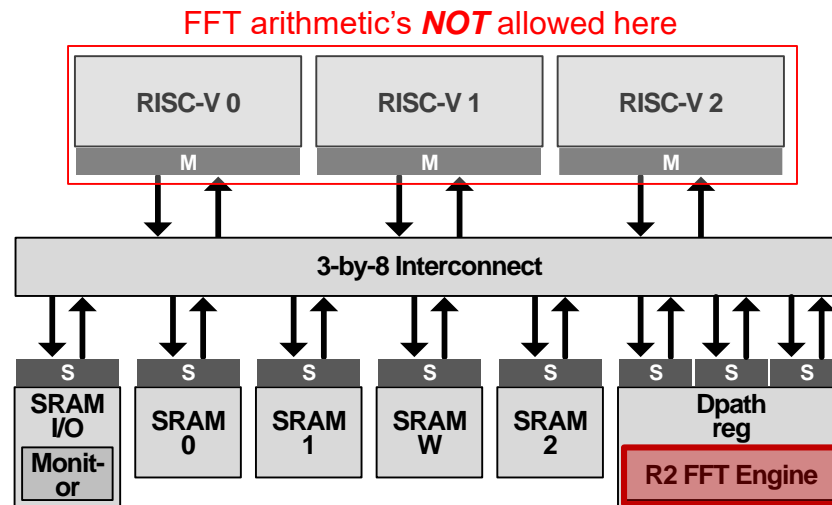 FFT arithmetic's NOT allowed here
RISC-V 0
RISC-V 1
RISC-V 2
M
M
M
3-by-8 Interconnect
S
S
S
S
S
S
S
S
SRAM
I/O
Monit-
or
SRAM
0
SRAM
1
SRAM
W
SRAM
2
Dpath
reg
R2 FFT Engine